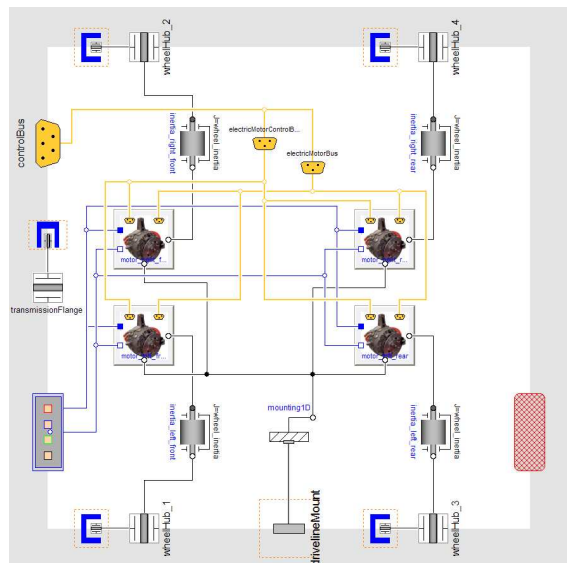 wheelHub_2
wheelHub_4
controlBus
electricMotorControlB...
electricMotorBus
inertia_right_front
J=wheel_inertia
inertia_right_rear
J=wheel_inertia
transmissionFlange
mounting1D
inertia_left_front
J=wheel_inertia
inertia_left_rear
J=wheel_inertia
wheelHub_1
drivelineMount
wheelHub_3